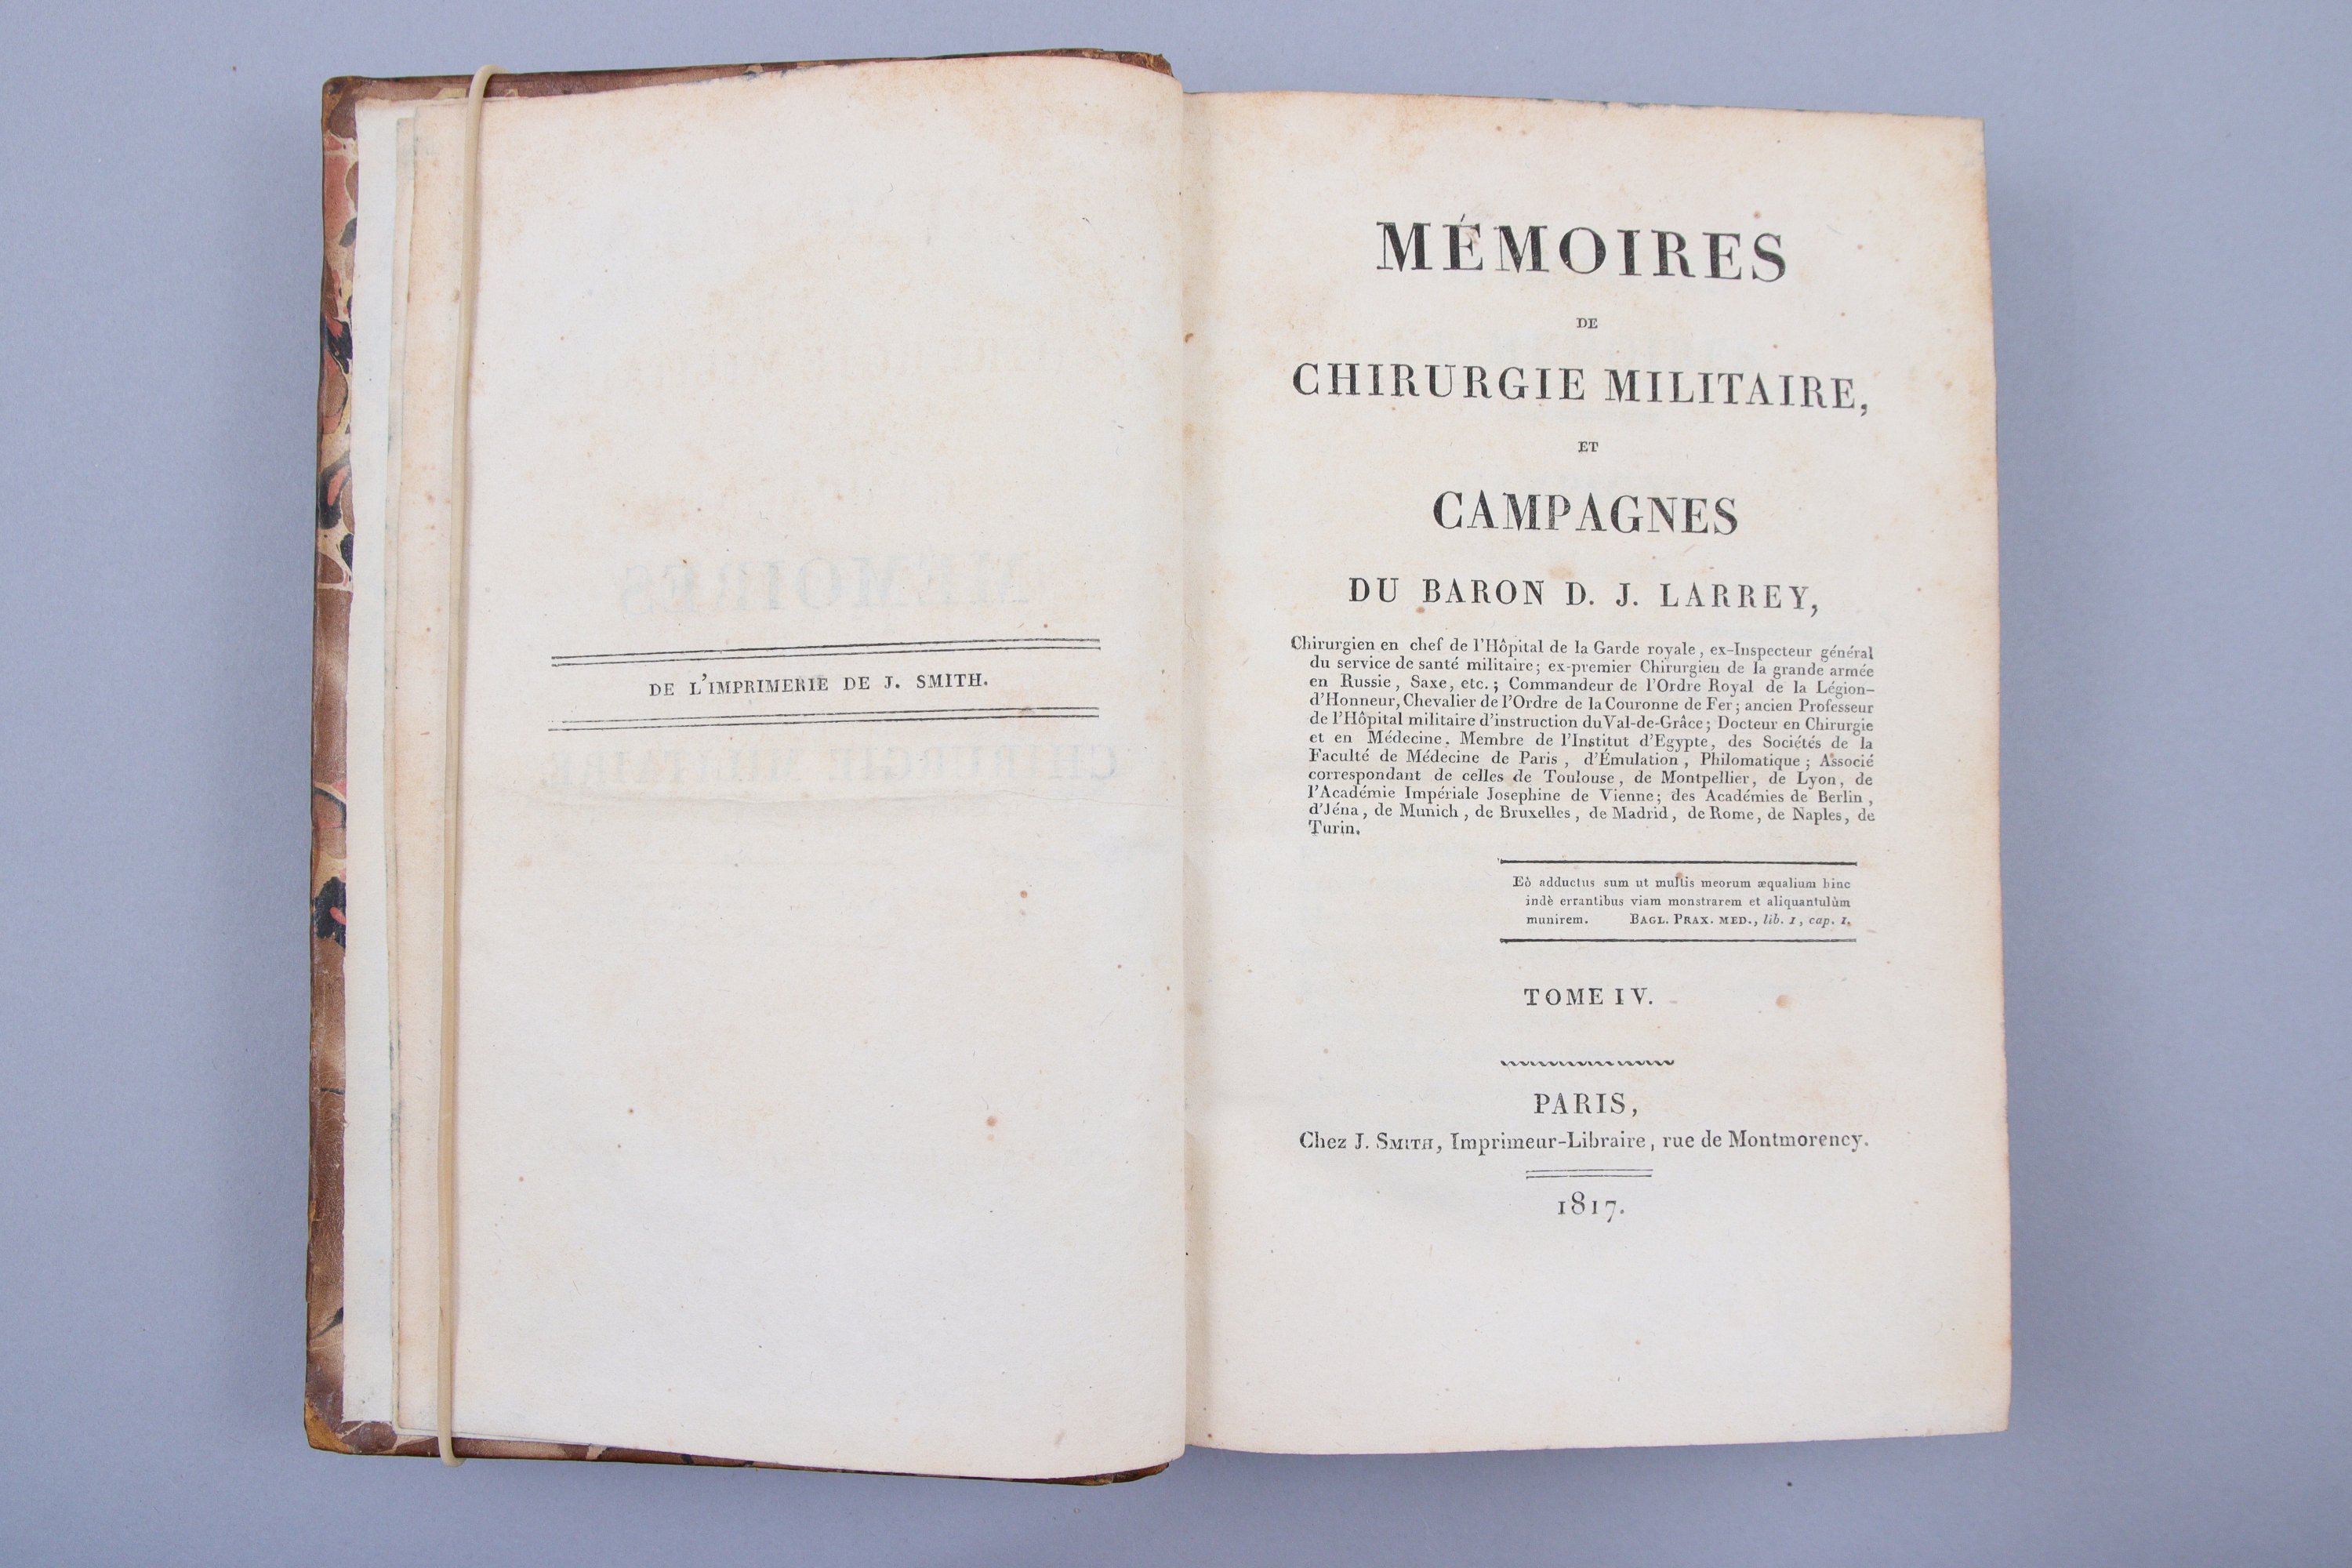 DE L'IMPRIMERIE DE J. SMITH.
MÉMOIRES
DE
CHIRURGIE MILITAIRE,
ET
CAMPAGNES
DU BARON D. J. LARREY,
Chirurgien en chef de l'Hôpital de la Garde royale, ex-Inspecteur général
du service de santé militaire; ex-premier Chirurgien de la grande armée
en Russie, Saxe, etc.; Commandeur de l'Ordre Royal de la Légion-
d'Honneur, Chevalier de l'Ordre de la Couronne de Fer; ancien Professeur
de l'Hôpital militaire d'instruction du Val-de-Grâce; Docteur en Chirurgie
et en Médecine, Membre de l'Institut d'Egypte, des Sociétés de la
Faculté de Médecine de Paris, d'Émulation, Philomatique; Associé
correspondant de celles de Toulouse, de Montpellier, de Lyon, de
l'Académie Impériale Josephine de Vienne; des Académies de Berlin,
d'Jéna, de Munich, de Bruxelles, de Madrid, de Rome, de Naples, de
Turin.
Eò adductus sum ut multis meorum æqualium hinc
indè errantibus viam monstrarem et aliquantulùm
munirem. BAGL. PRAX. MED., lib. 1, cap. 1.
TOME IV.
PARIS,
Chez J. SMITH, Imprimeur-Libraire, rue de Montmorency.
1817.